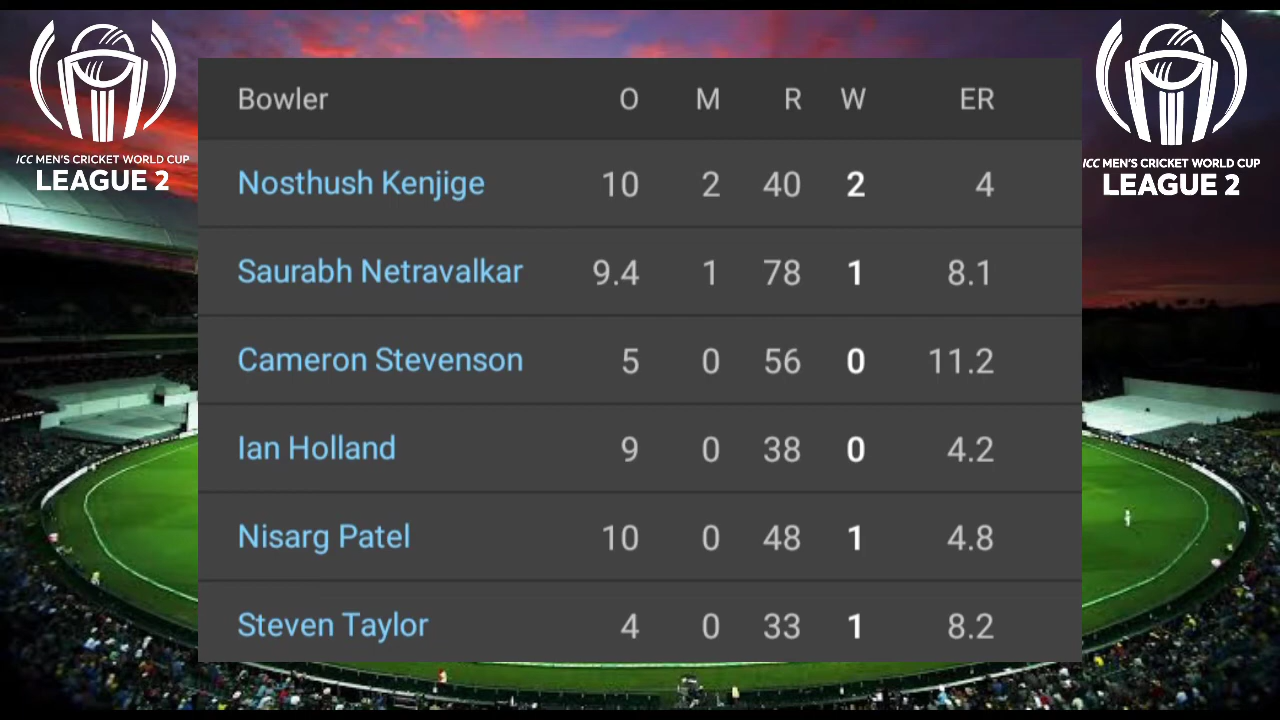 ICC MEN'S CRICKET WORLD CUP
LEAGUE 2
ICC MEN'S CRICKET WORLD CUP
LEAGUE 2
Bowler O M R W ER
Nosthush Kenjige 10 2 40 2 4
Saurabh Netravalkar 9.4 1 78 1 8.1
Cameron Stevenson 5 0 56 0 11.2
Ian Holland 9 0 38 0 4.2
Nisarg Patel 10 0 48 1 4.8
Steven Taylor 4 0 33 1 8.2